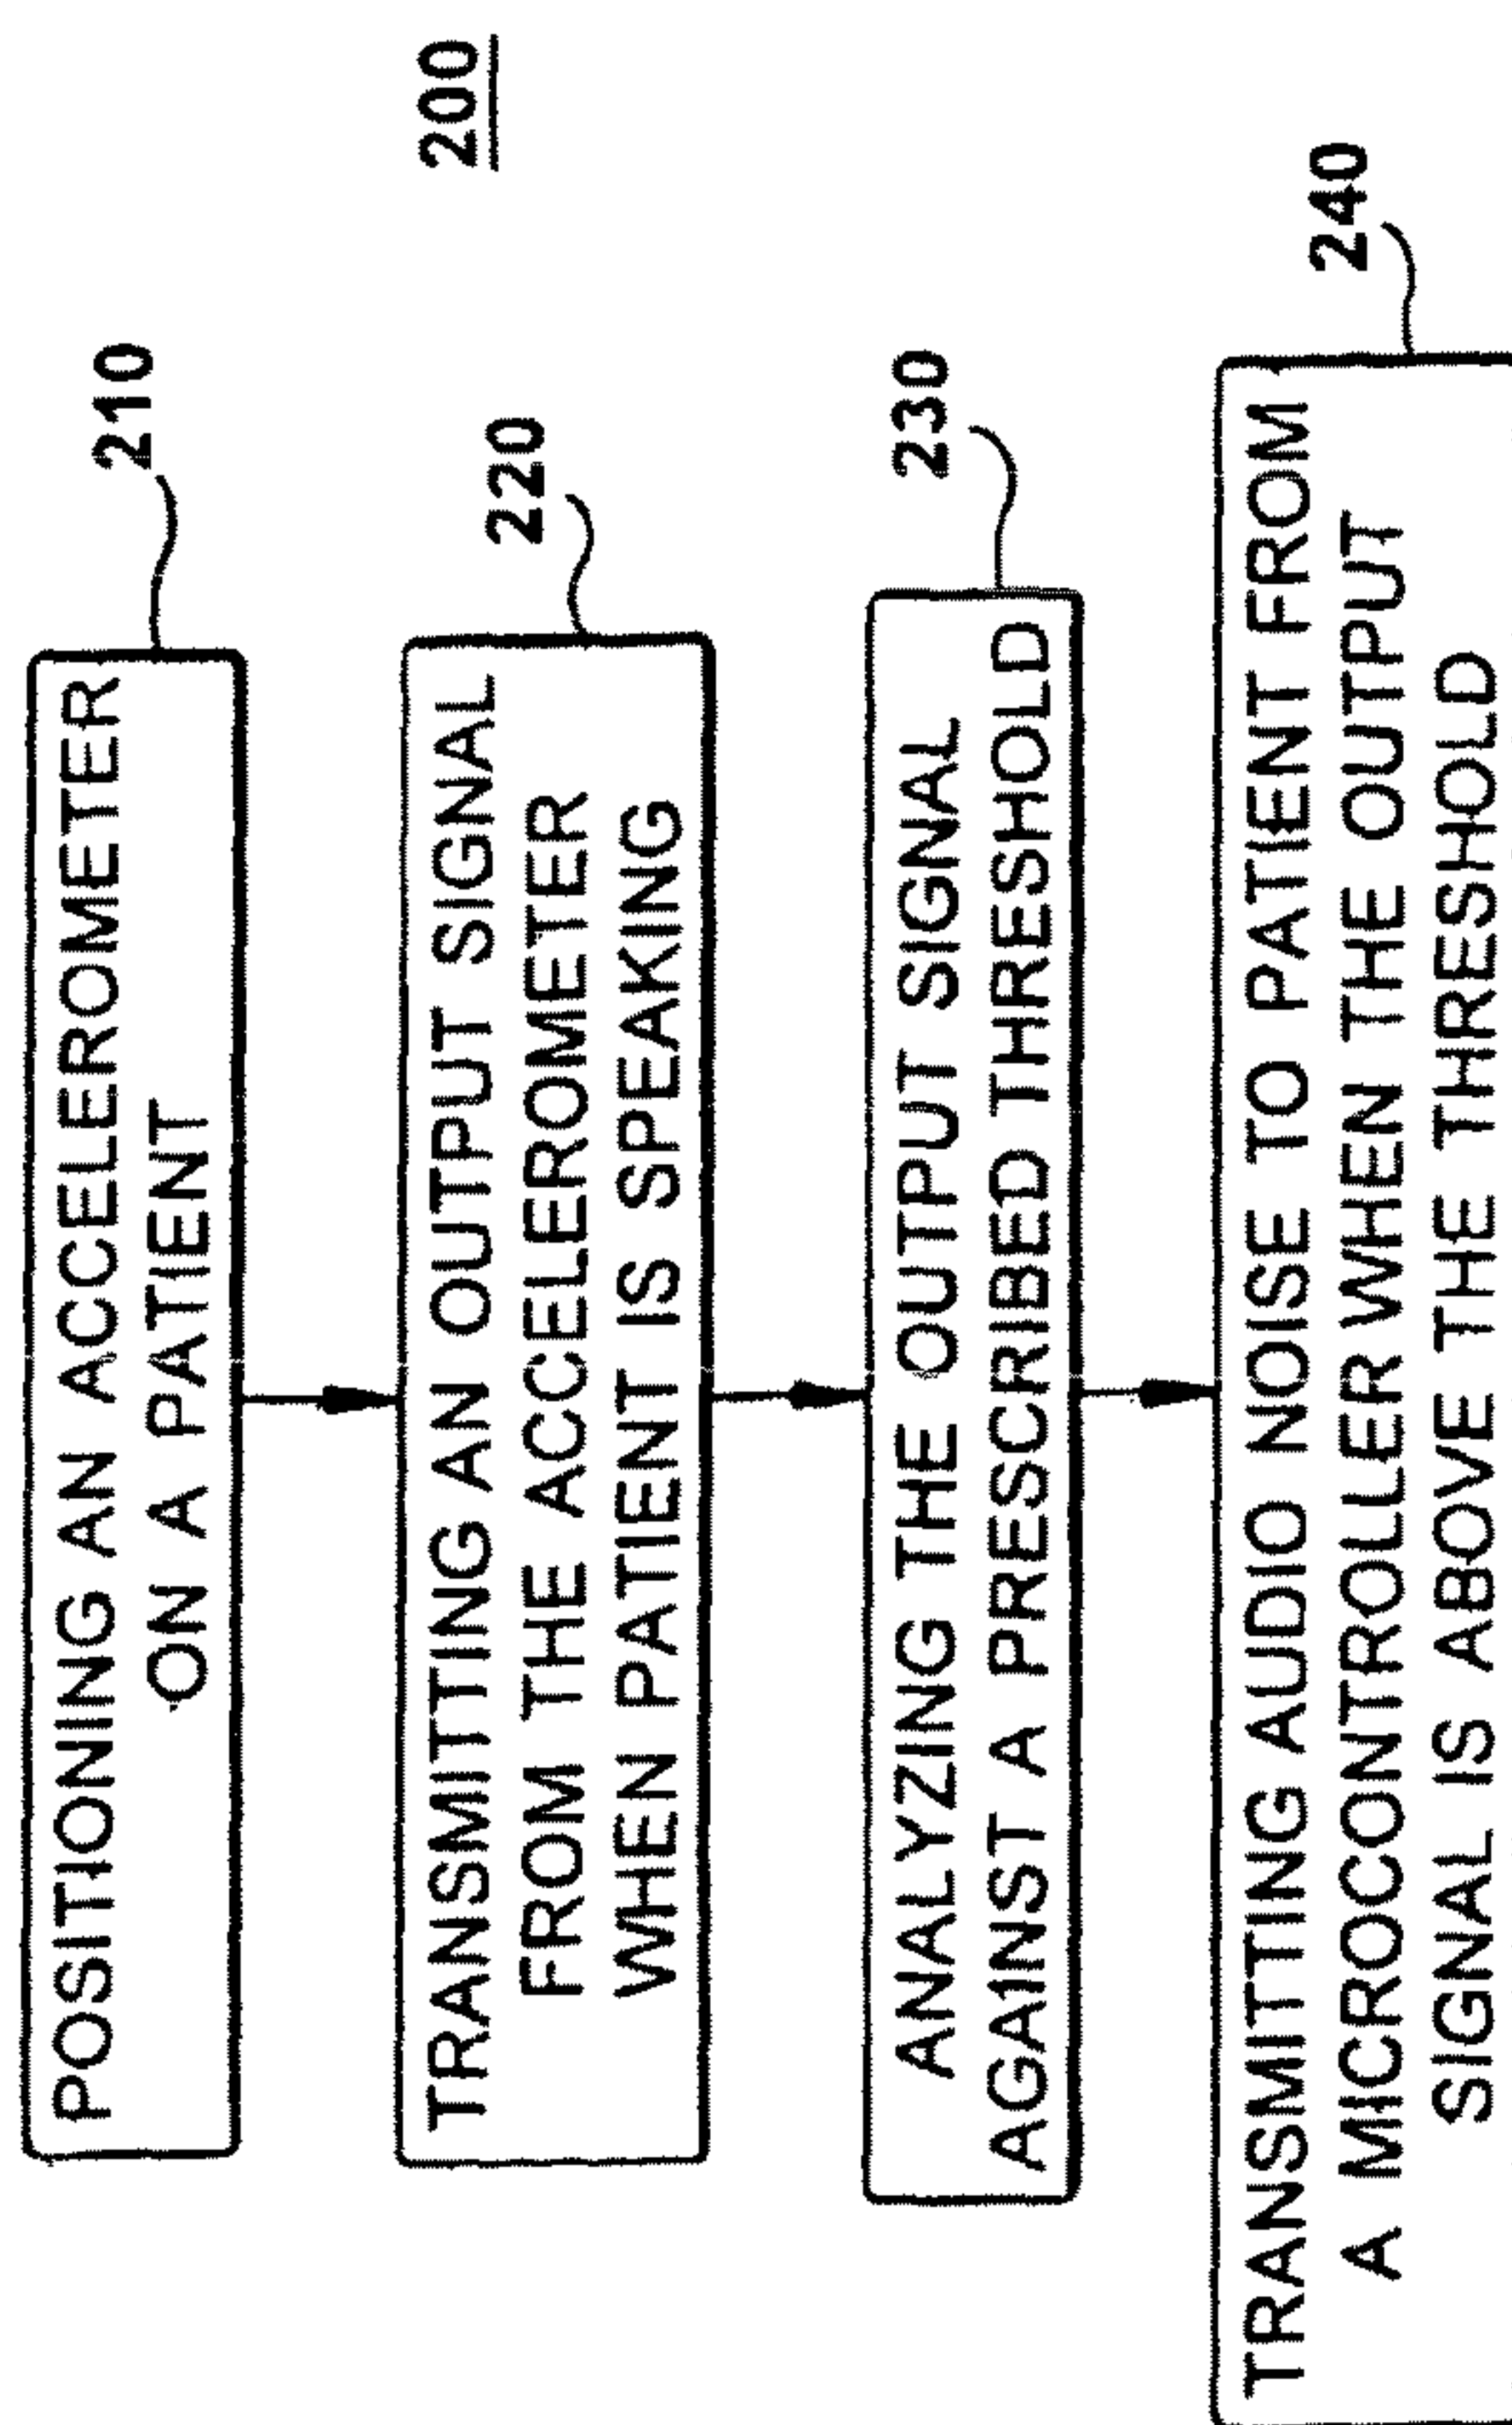 200
210
POSITIONING AN ACCELEROMETER
ON A PATIENT
220
TRANSMITTING AN OUTPUT SIGNAL
FROM THE ACCELEROMETER
WHEN PATIENT IS SPEAKING
230
ANALYZING THE OUTPUT SIGNAL
AGAINST A PRESCRIBED THRESHOLD
240
TRANSMITTING AUDIO NOISE TO PATIENT FROM
A MICROCONTROLLER WHEN THE OUTPUT
SIGNAL IS ABOVE THE THRESHOLD